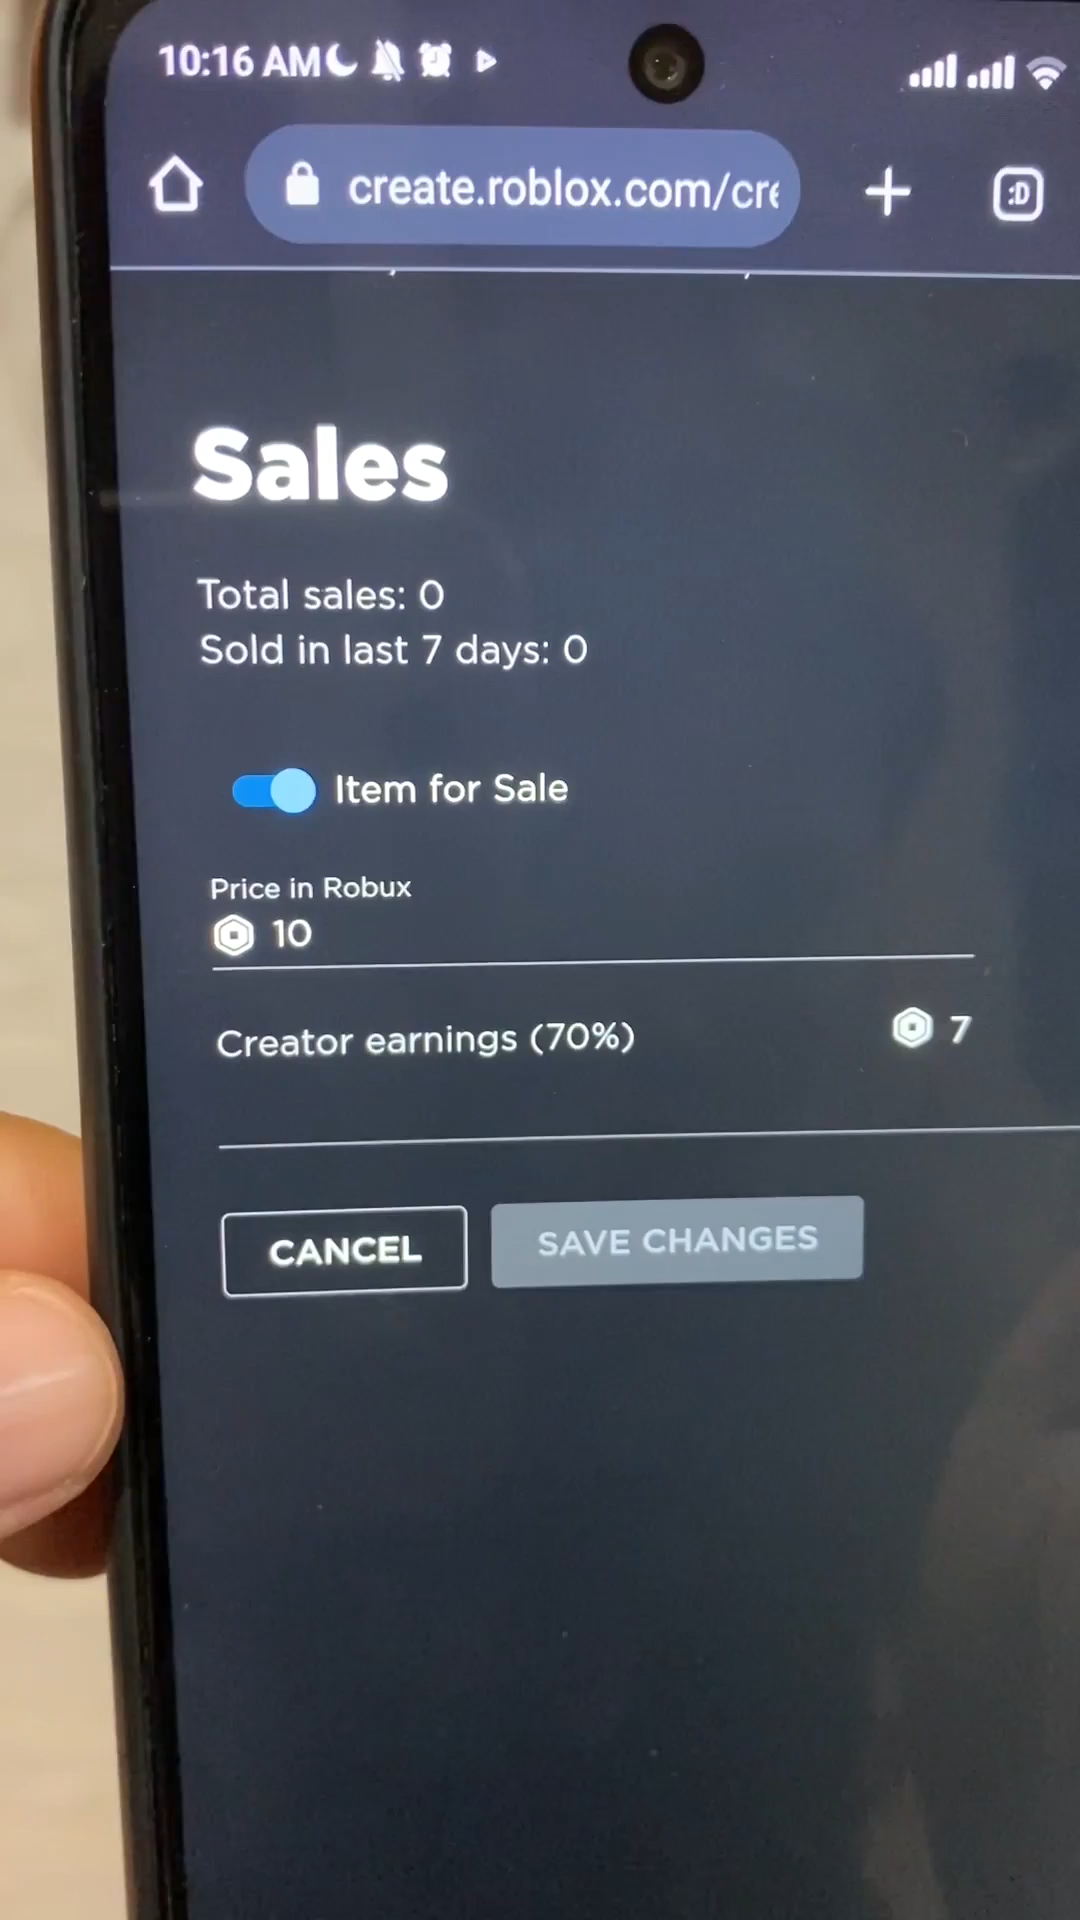 10:16 AM
create.roblox.com/cre
:D
Sales
Total sales: 0
Sold in last 7 days: 0
Item for Sale
Price in Robux
10
Creator earnings (70%) 7
CANCEL SAVE CHANGES